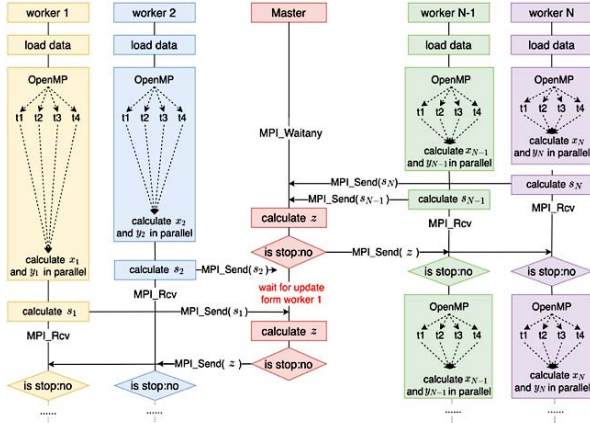 worker 1
worker 2
Master
worker N-1
worker N
load data
load data
load data
load data
OpenMP
t1 t2 t3 t4
OpenMP
t1 t2 t3 t4
MPI_Waitany
OpenMP
t1 t2 t3 t4
OpenMP
t1 t2 t3 t4
calculate x_{N-1}
and y_{N-1} in parallel
calculate x_N
and y_N in parallel
MPI_Send(s_N)
calculate s_N
MPI_Send(s_{N-1})
calculate s_{N-1}
MPI_Rcv
MPI_Rcv
calculate x_2
and y_2 in parallel
calculate z
calculate x_1
and y_1 in parallel
is stop:no
MPI_Send( z )
calculate s_2
MPI_Send(s_2)
is stop:no
is stop:no
wait for update
form worker 1
MPI_Rcv
calculate s_1
MPI_Send(s_1)
MPI_Rcv
calculate z
OpenMP
t1 t2 t3 t4
OpenMP
t1 t2 t3 t4
MPI_Send( z )
is stop:no
is stop:no
is stop:no
calculate x_{N-1}
and y_{N-1} in parallel
calculate x_N
and y_N in parallel
......
......
......
......